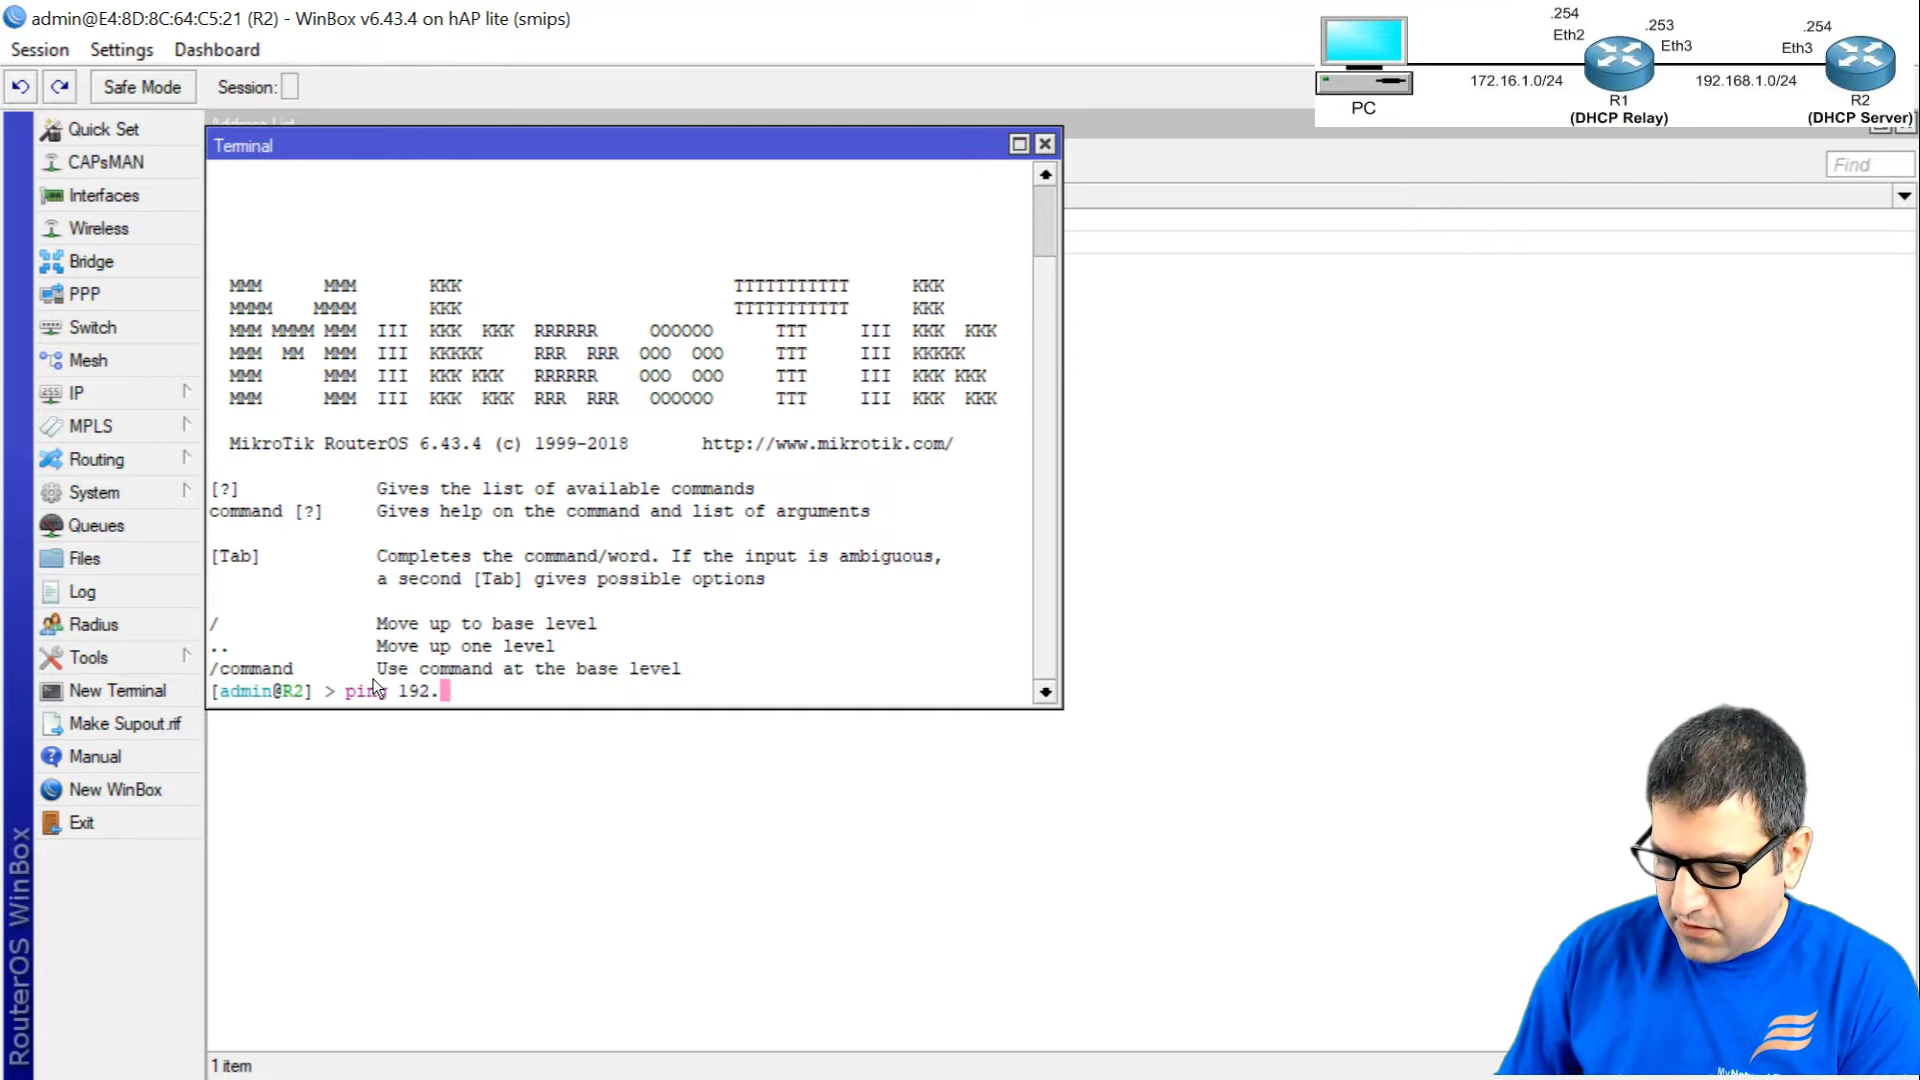 admin@E4:8D:8C:64:C5:21 (R2) - WinBox v6.43.4 on hAP lite (smips)
Session Settings Dashboard
Safe Mode Session:
.254
Eth2
.253
Eth3
.254
Eth3
172.16.1.0/24
192.168.1.0/24
PC
R1
(DHCP Relay)
R2
(DHCP Server)
Address List
Find
Quick Set
CAPsMAN
Interfaces
Wireless
Bridge
PPP
Switch
Mesh
IP
MPLS
Routing
System
Queues
Files
Log
Radius
Tools
New Terminal
Make Supout.rif
Manual
New WinBox
Exit
RouterOS WinBox
Terminal
MMM MMM KKK TTTTTTTTTTT KKK
MMMM MMMM KKK TTTTTTTTTTT KKK
MMM MMMM MMM III KKK KKK RRRRRR OOOOOO TTT III KKK KKK
MMM MM MMM III KKKKK RRR RRR OOO OOO TTT III KKKKK
MMM MMM III KKK KKK RRRRRR OOO OOO TTT III KKK KKK
MMM MMM III KKK KKK RRR RRR OOOOOO TTT III KKK KKK
MikroTik RouterOS 6.43.4 (c) 1999-2018 http://www.mikrotik.com/
[?] Gives the list of available commands
command [?] Gives help on the command and list of arguments
[Tab] Completes the command/word. If the input is ambiguous,
a second [Tab] gives possible options
/ Move up to base level
.. Move up one level
/command Use command at the base level
[admin@R2] > ping 192.
1 item